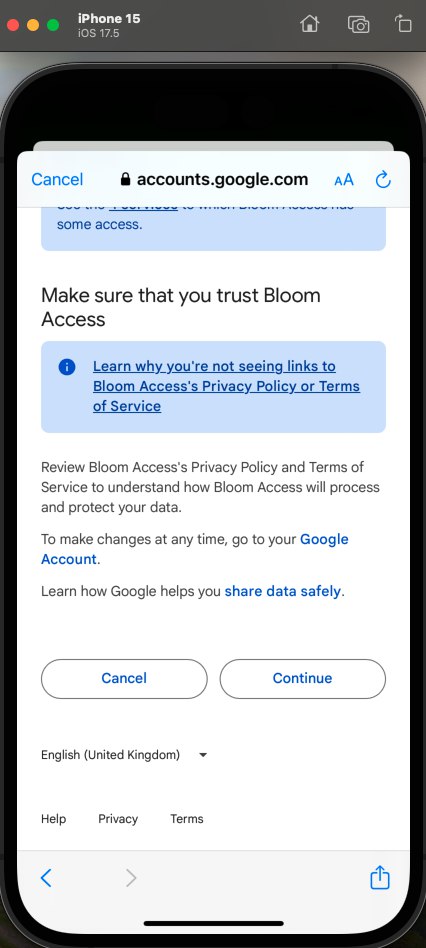 iPhone 15
iOS 17.5
Cancel
accounts.google.com
AA
See the 4 services to which Bloom Access has
some access.
Make sure that you trust Bloom
Access
Learn why you're not seeing links to
Bloom Access's Privacy Policy or Terms
of Service
Review Bloom Access's Privacy Policy and Terms of
Service to understand how Bloom Access will process
and protect your data.
To make changes at any time, go to your Google
Account.
Learn how Google helps you share data safely.
Cancel
Continue
English (United Kingdom)
Help
Privacy
Terms